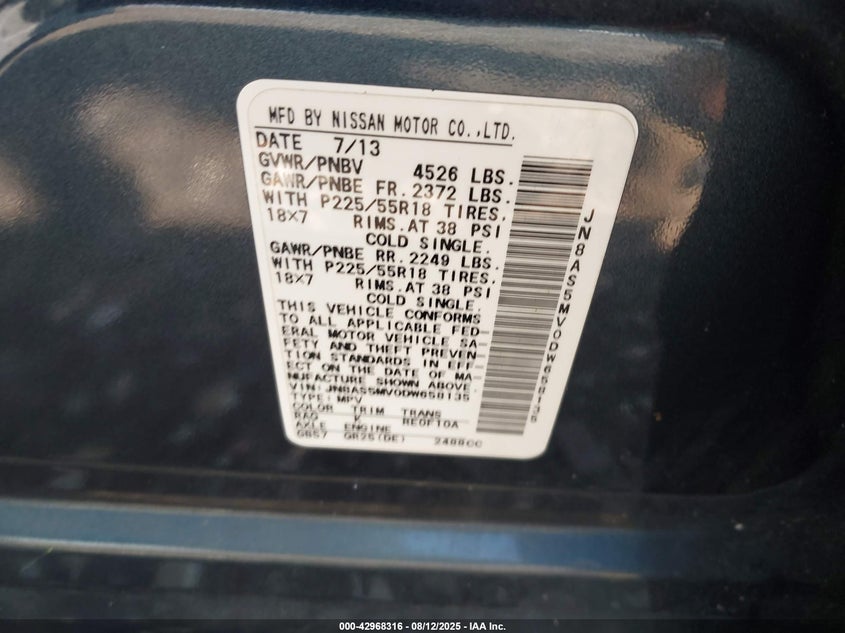 MFD BY NISSAN MOTOR CO.,LTD.
DATE 7/13
GVWR/PNBV 4526 LBS.
GAWR/PNBE FR. 2372 LBS.
WITH P225/55R18 TIRES.
18X7 RIMS.AT 38 PSI
COLD SINGLE.
GAWR/PNBE RR. 2249 LBS.
WITH P225/55R18 TIRES.
18X7 RIMS.AT 38 PSI
COLD SINGLE.
THIS VEHICLE CONFORMS
TO ALL APPLICABLE FED-
ERAL MOTOR VEHICLE SA-
FETY AND THEFT PREVEN-
TION STANDARDS IN EFF-
ECT ON THE DATE OF MA-
NUFACTURE SHOWN ABOVE.
VIN: JN8AS5MV0DW658135
TYPE: MPV
COLOR TRIM TRANS
RAQ K RE0F10A
AXLE ENGINE
GB57 QR25(DE) 2488CC
JN8AS5MV0DW658135
000-42968316 - 08/12/2025 - IAA Inc.